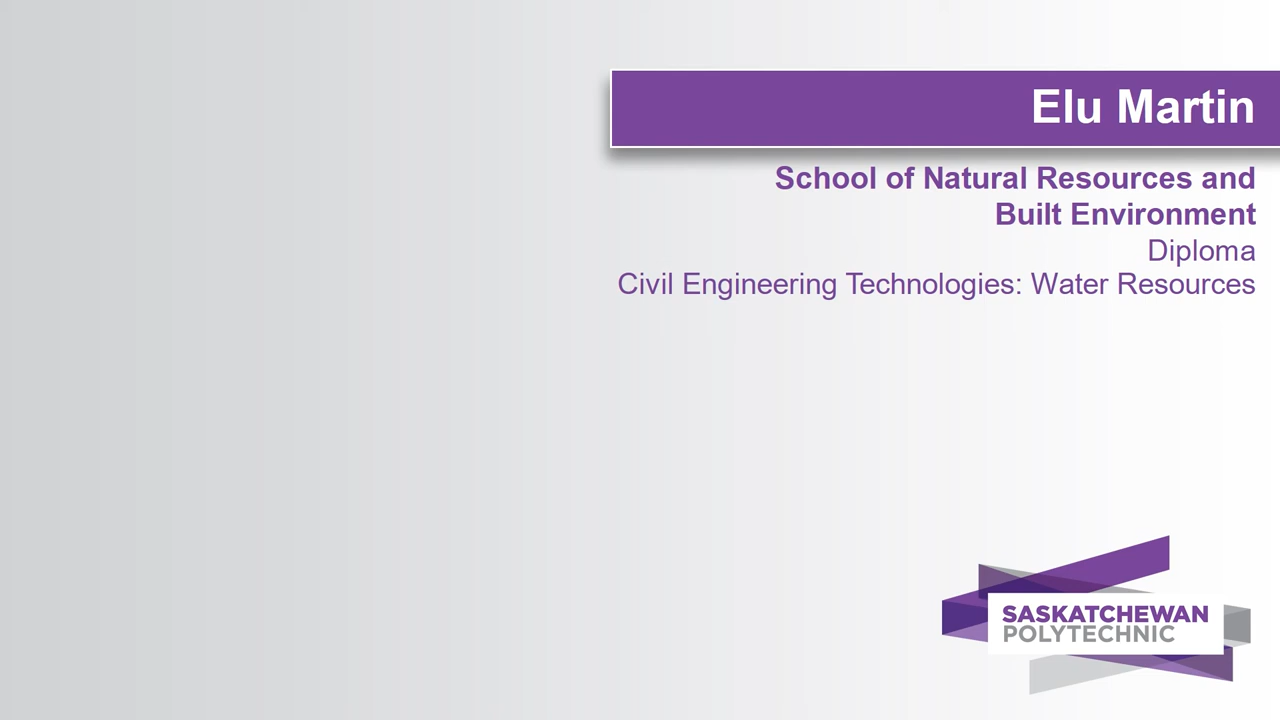 Elu Martin
School of Natural Resources and
Built Environment
Diploma
Civil Engineering Technologies: Water Resources
SASKATCHEWAN
POLYTECHNIC